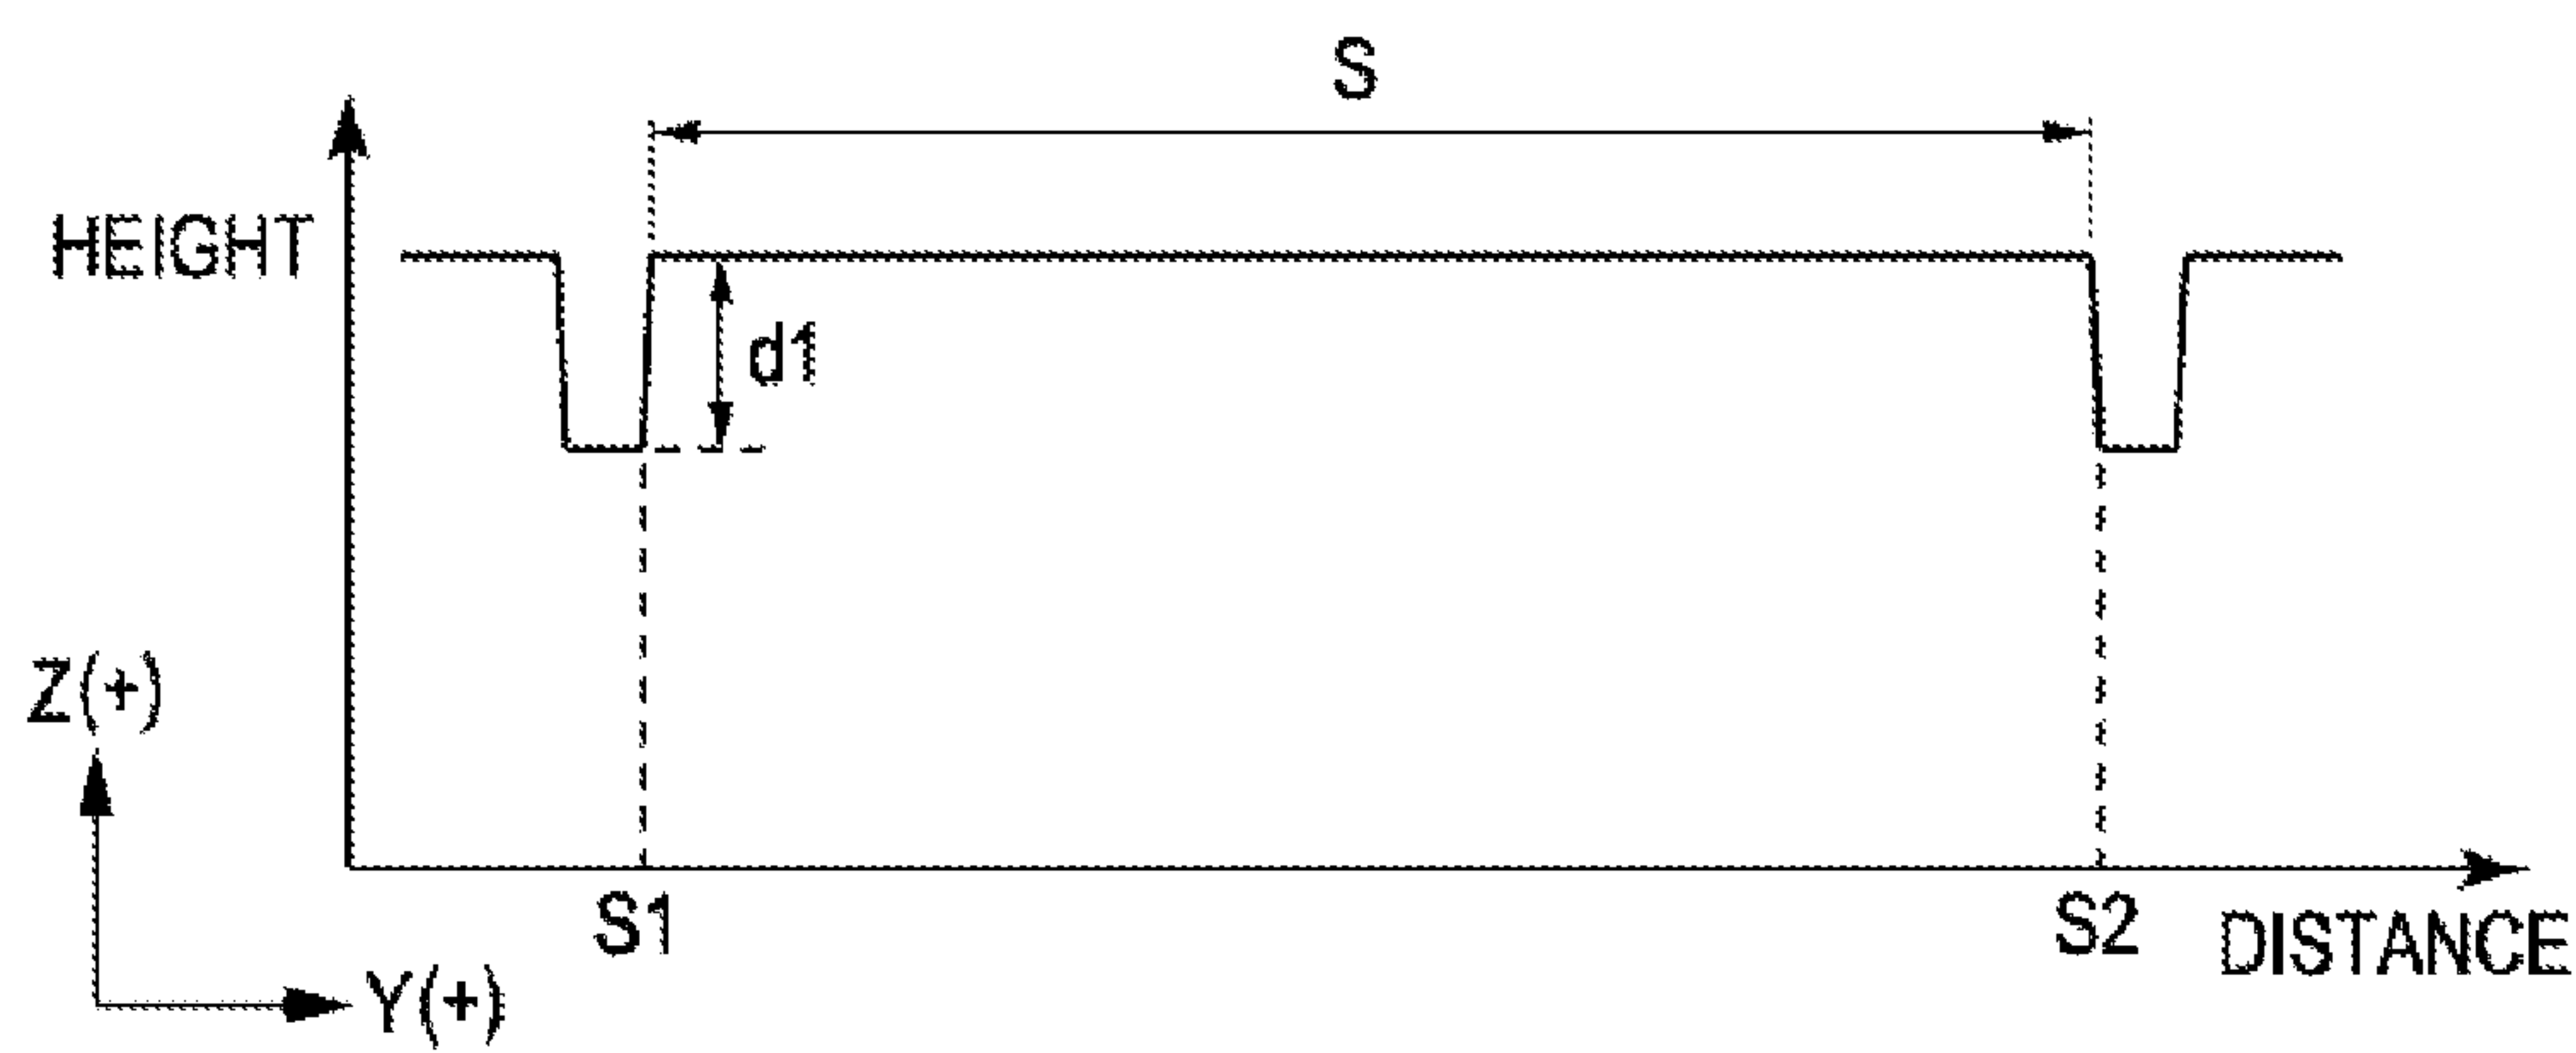 S
HEIGHT
d1
Z(+)
S1
S2
DISTANCE
Y(+)